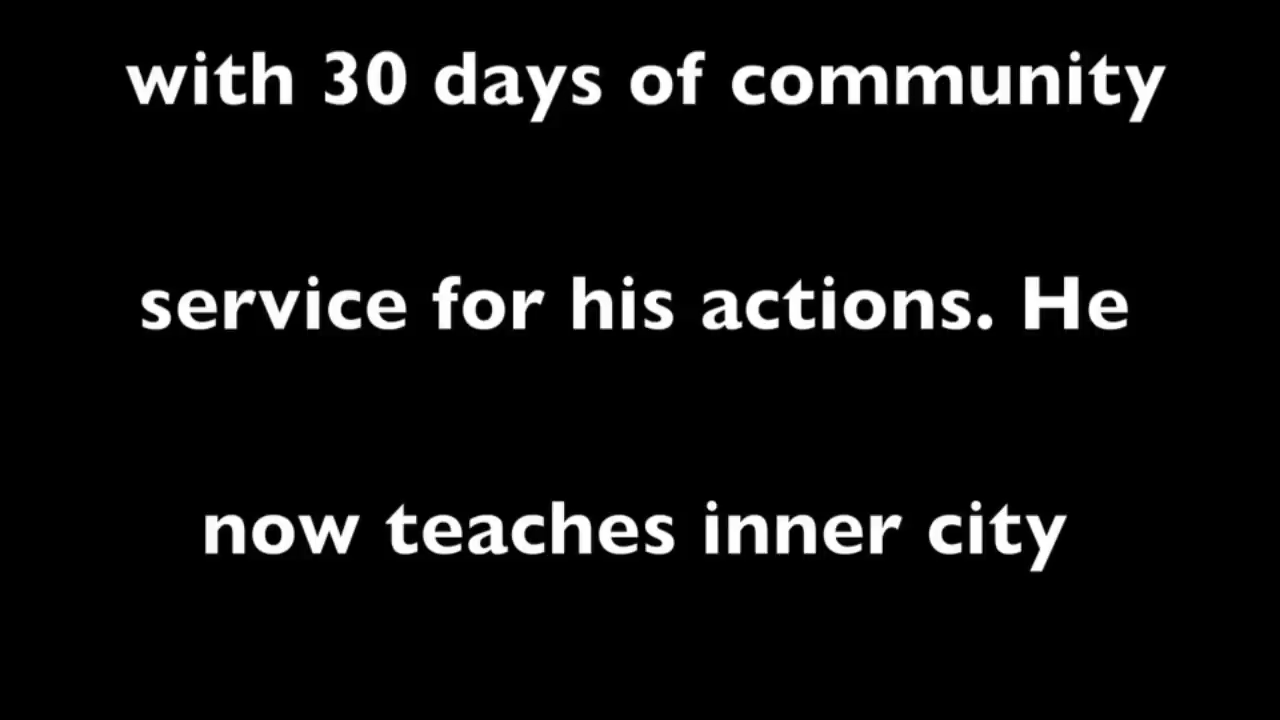 with 30 days of community
service for his actions. He
now teaches inner city